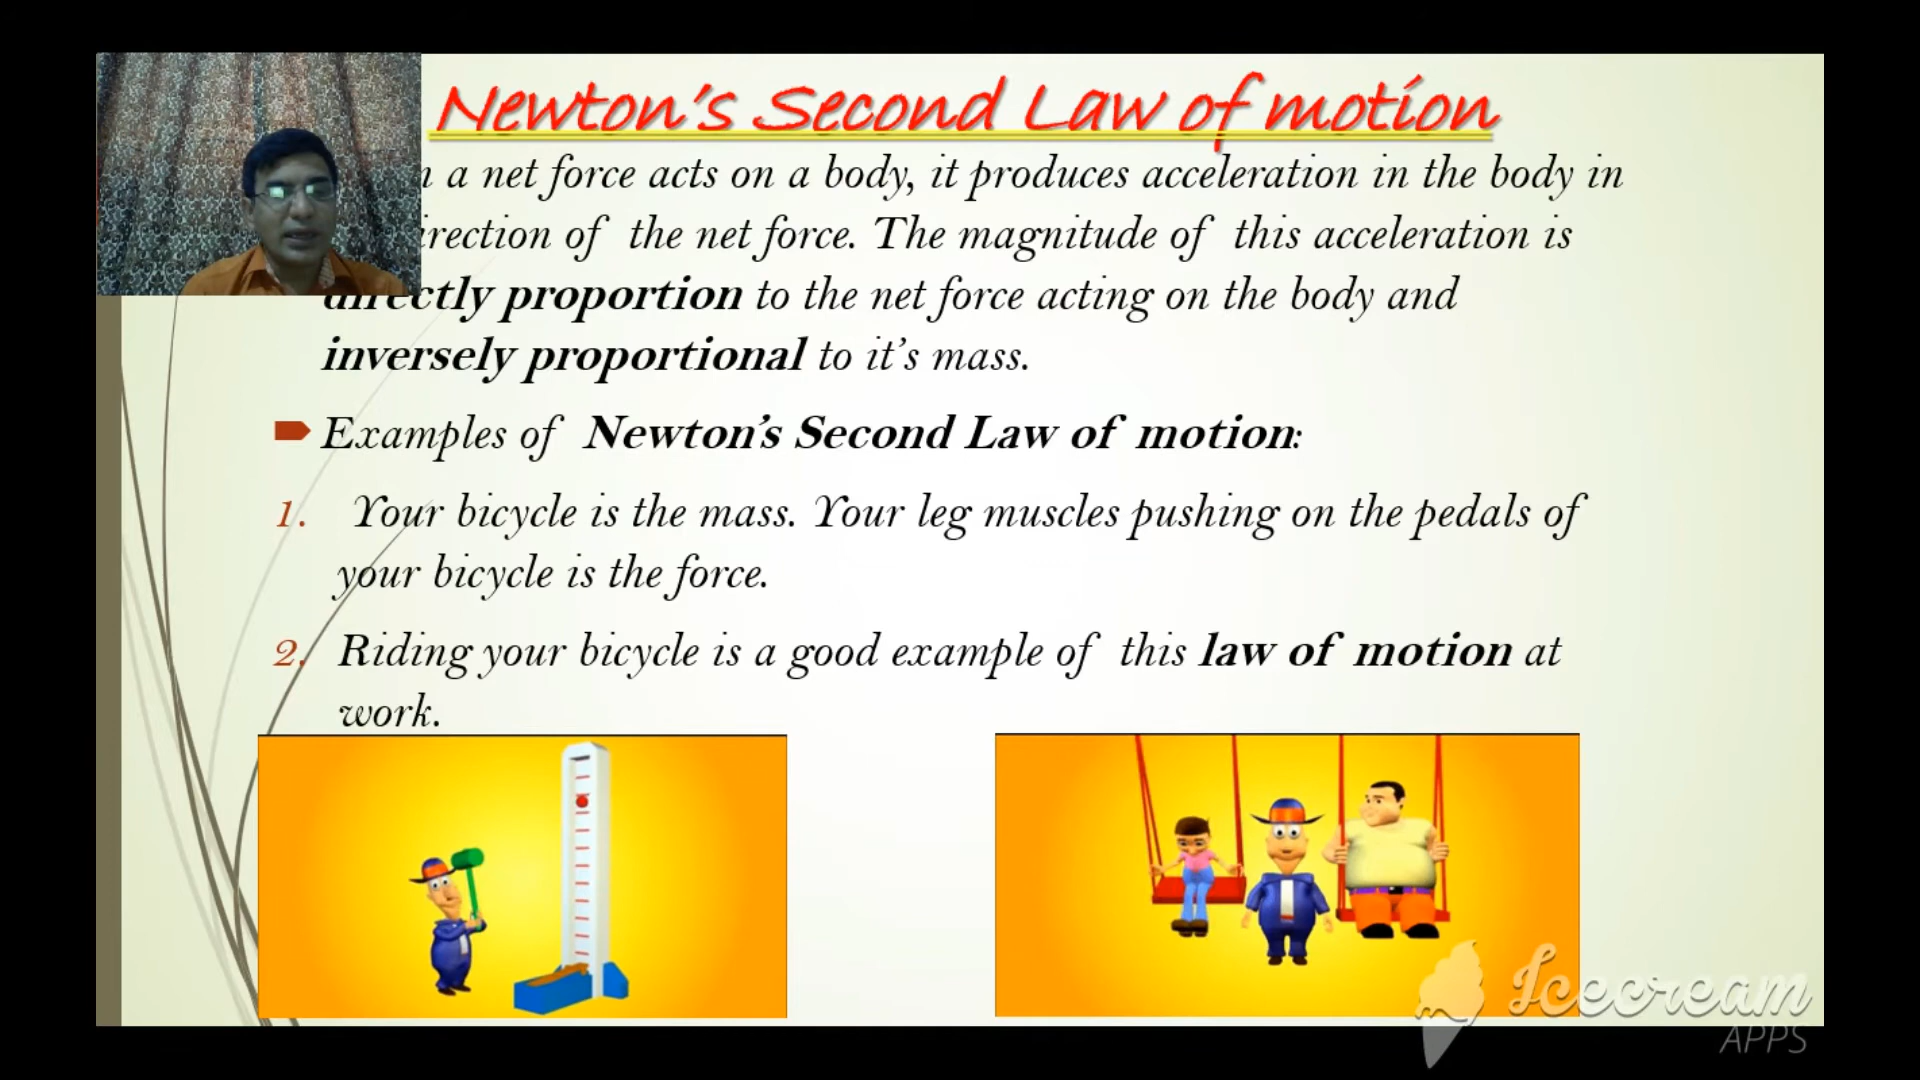 Newton's Second Law of motion
a net force acts on a body, it produces acceleration in the body in
of the net force. The magnitude of this acceleration is
directly proportion to the net force acting on the body and
inversely proportional to it's mass.
Examples of Newton's Second Law of motion:
1. Your bicycle is the mass. Your leg muscles pushing on the pedals of
your bicycle is the force.
2. Riding your bicycle is a good example of this law of motion at
work.
Icecream
APPS